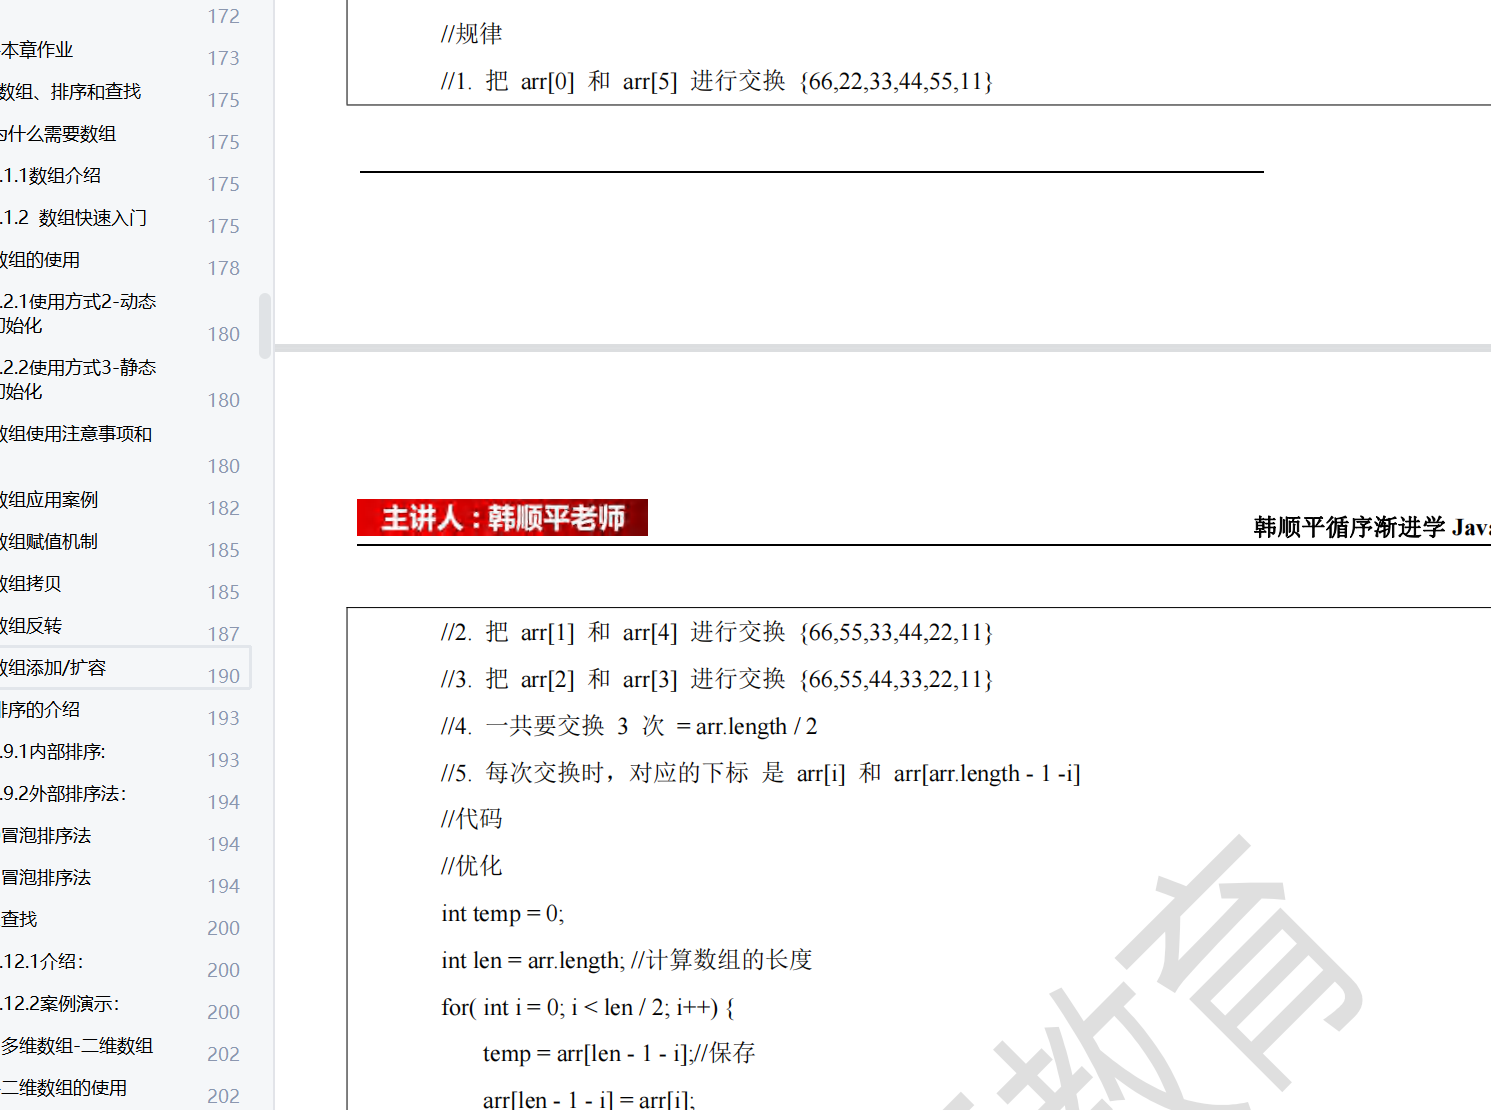 172
本章作业 173
数组、排序和查找 175
为什么需要数组 175
.1.1数组介绍 175
.1.2 数组快速入门 175
数组的使用 178
.2.1使用方式2-动态
初始化 180
.2.2使用方式3-静态
初始化 180
数组使用注意事项和
180
数组应用案例 182
数组赋值机制 185
数组拷贝 185
数组反转 187
数组添加/扩容 190
排序的介绍 193
.9.1内部排序: 193
.9.2外部排序法: 194
冒泡排序法 194
冒泡排序法 194
查找 200
.12.1介绍: 200
.12.2案例演示: 200
多维数组-二维数组 202
二维数组的使用 202
//规律
//1. 把 arr[0] 和 arr[5] 进行交换 {66,22,33,44,55,11}
主讲人:韩顺平老师
韩顺平循序渐进学 Java
//2. 把 arr[1] 和 arr[4] 进行交换 {66,55,33,44,22,11}
//3. 把 arr[2] 和 arr[3] 进行交换 {66,55,44,33,22,11}
//4. 一共要交换 3 次 = arr.length / 2
//5. 每次交换时，对应的下标 是 arr[i] 和 arr[arr.length - 1 -i]
//代码
//优化
int temp = 0;
int len = arr.length; //计算数组的长度
for( int i = 0; i < len / 2; i++) {
temp = arr[len - 1 - i];//保存
arr[len - 1 - i] = arr[i];
教育